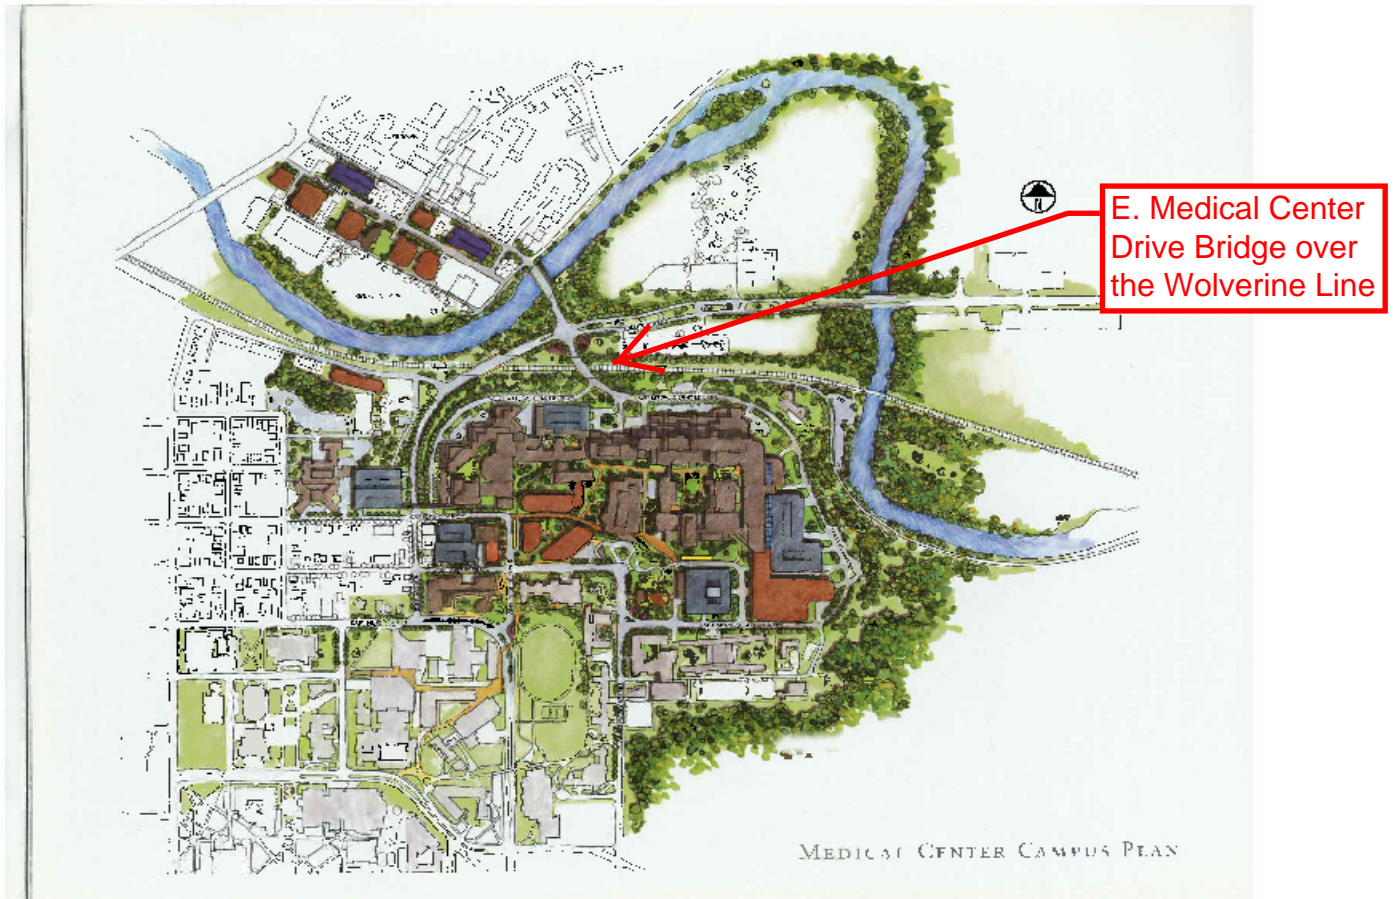 E. Medical Center
Drive Bridge over
the Wolverine Line
MEDICAL CENTER CAMPUS PLAN